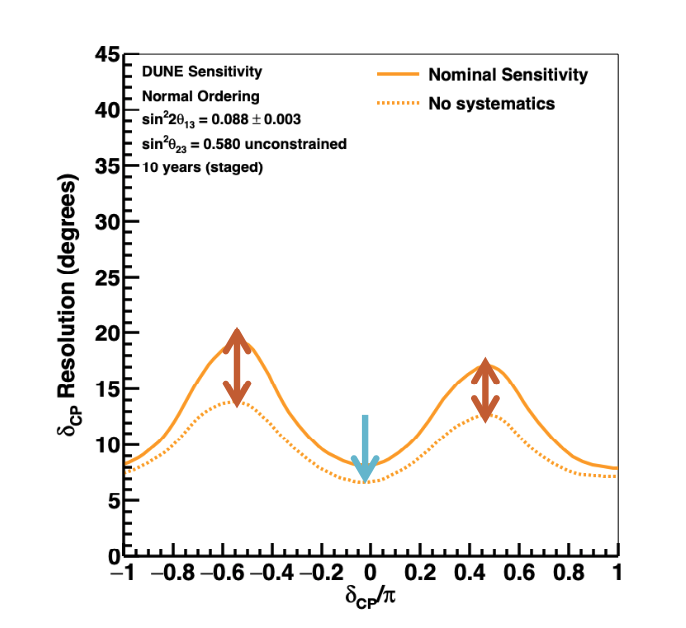 45
40
35
30
25
20
15
10
5
0
δCP Resolution (degrees)
DUNE Sensitivity
Normal Ordering
sin²2θ₁₃ = 0.088 ± 0.003
sin²θ₂₃ = 0.580 unconstrained
10 years (staged)
Nominal Sensitivity
No systematics
−1 −0.8 −0.6 −0.4 −0.2 0 0.2 0.4 0.6 0.8 1
δCP/π